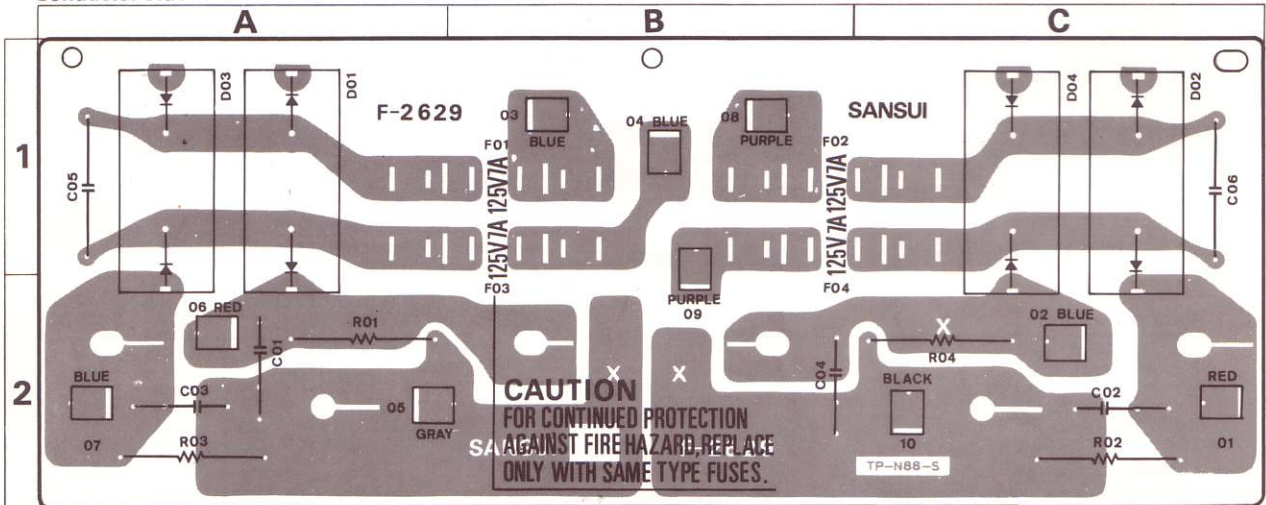 A B C
1
2
D03
D01
F-2629
03
BLUE
04 BLUE
08
PURPLE
SANSUI
D04
D02
C05
C06
F01
125V7A
F02
125V7A
125V7A
F03
125V7A
F04
PURPLE
09
06 RED
C01
R01
C04
R04
X
02 BLUE
BLUE
07
C03
R03
05
GRAY
X X
BLACK
10
C02
R02
RED
01
CAUTION
FOR CONTINUED PROTECTION
AGAINST FIRE HAZARD, REPLACE
ONLY WITH SAME TYPE FUSES.
TP-N88-S